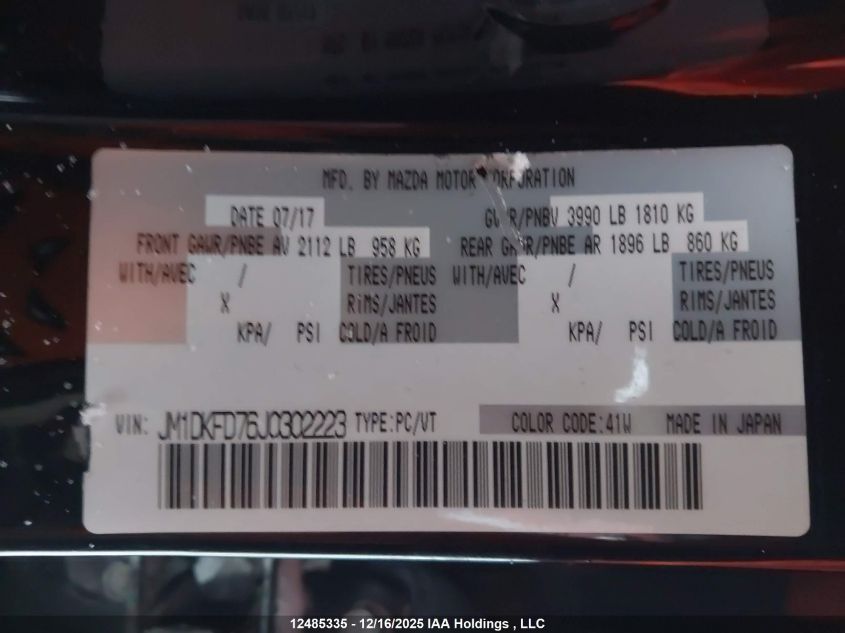 MFD. BY MAZDA MOTOR CORPORATION
DATE 07/17 GVWR/PNBV 3990 LB 1810 KG
FRONT GAWR/PNBE AV 2112 LB 958 KG REAR GAWR/PNBE AR 1896 LB 860 KG
WITH/AVEC / TIRES/PNEUS WITH/AVEC / TIRES/PNEUS
X RIMS/JANTES X RIMS/JANTES
KPA/ PSI COLD/A FROID KPA/ PSI COLD/A FROID
VIN: JM1DKFD76J0302223 TYPE:PC/VT COLOR CODE:41W MADE IN JAPAN
12485335 - 12/16/2025 IAA Holdings , LLC